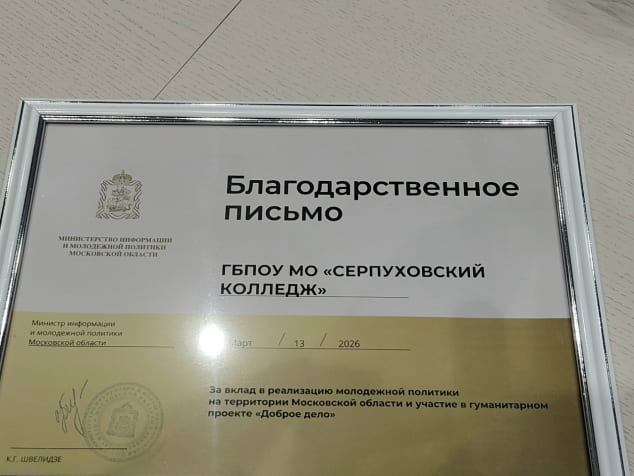 Благодарственное
письмо
МИНИСТЕРСТВО ИНФОРМАЦИИ
И МОЛОДЕЖНОЙ ПОЛИТИКИ
МОСКОВСКОЙ ОБЛАСТИ
ГБПОУ МО «СЕРПУХОВСКИЙ
КОЛЛЕДЖ»
Министр информации
и молодежной политики
Московской области
/ 13 / 2026
За вклад в реализацию молодежной политики
на территории Московской области и участие в гуманитарном
проекте «Доброе дело»
К.Г. ШВЕЛИДЗЕ